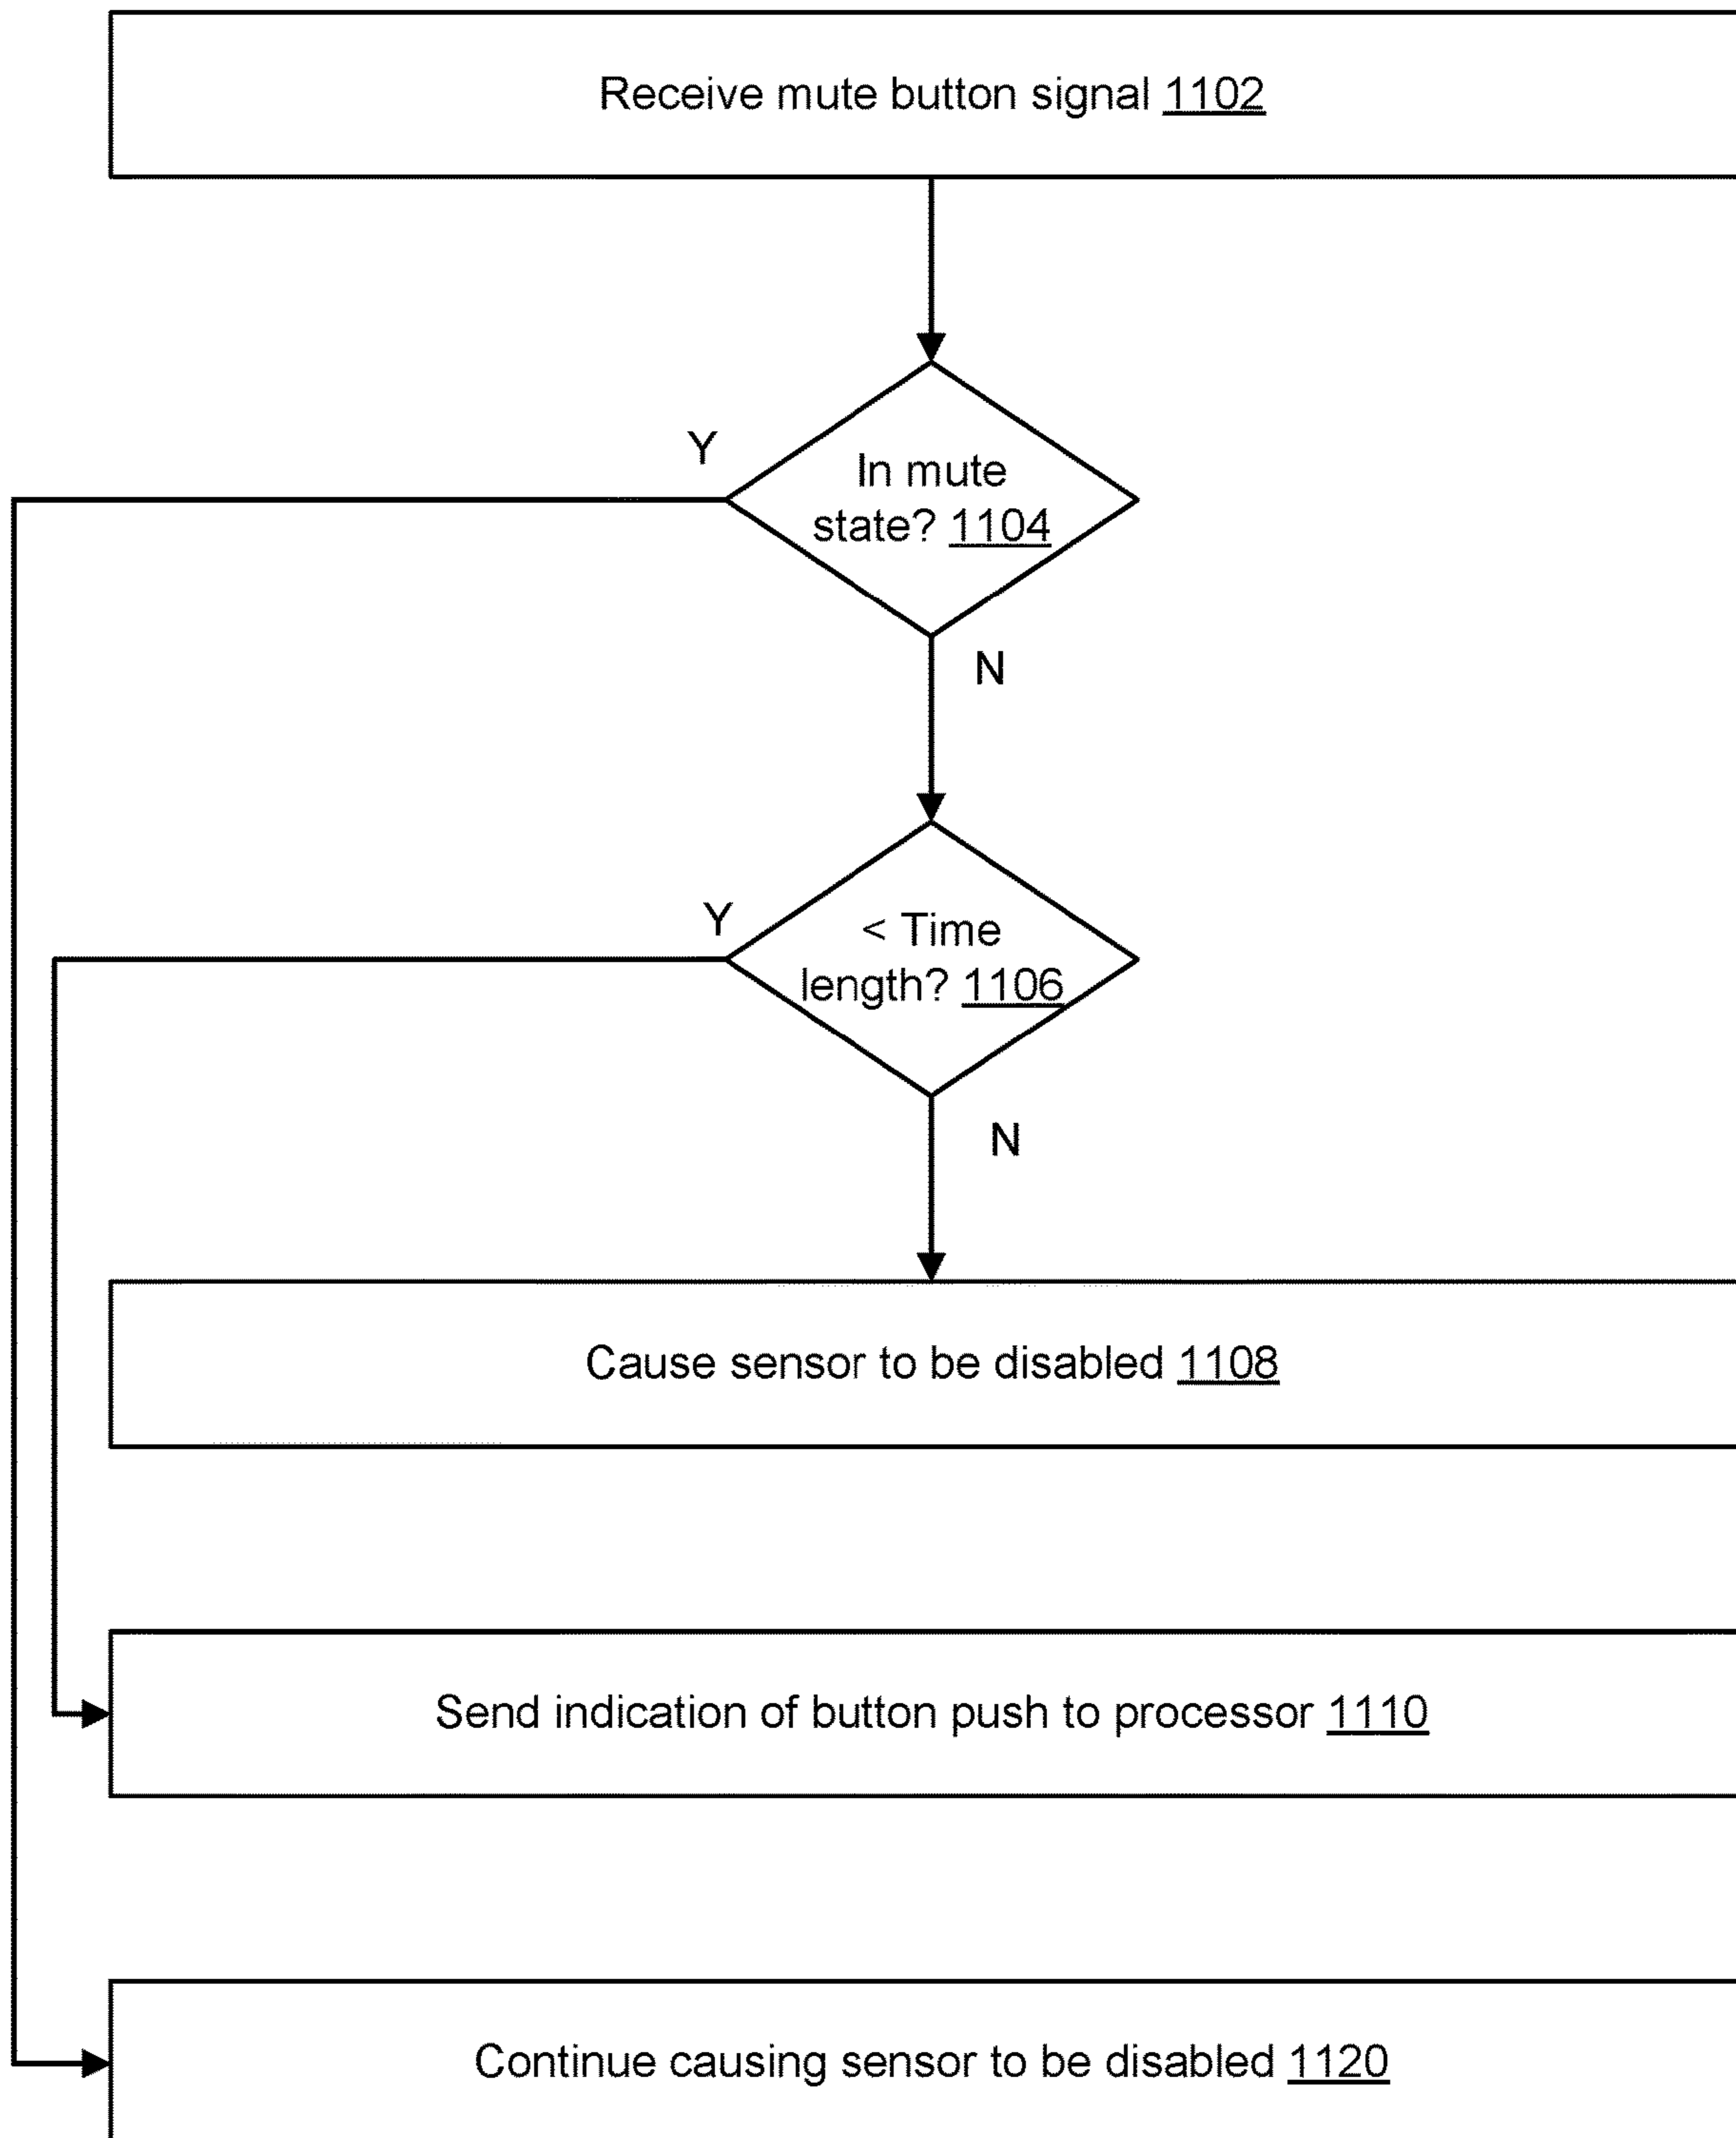 Receive mute button signal 1102
Y
In mute
state? 1104
N
Y
< Time
length? 1106
N
Cause sensor to be disabled 1108
Send indication of button push to processor 1110
Continue causing sensor to be disabled 1120